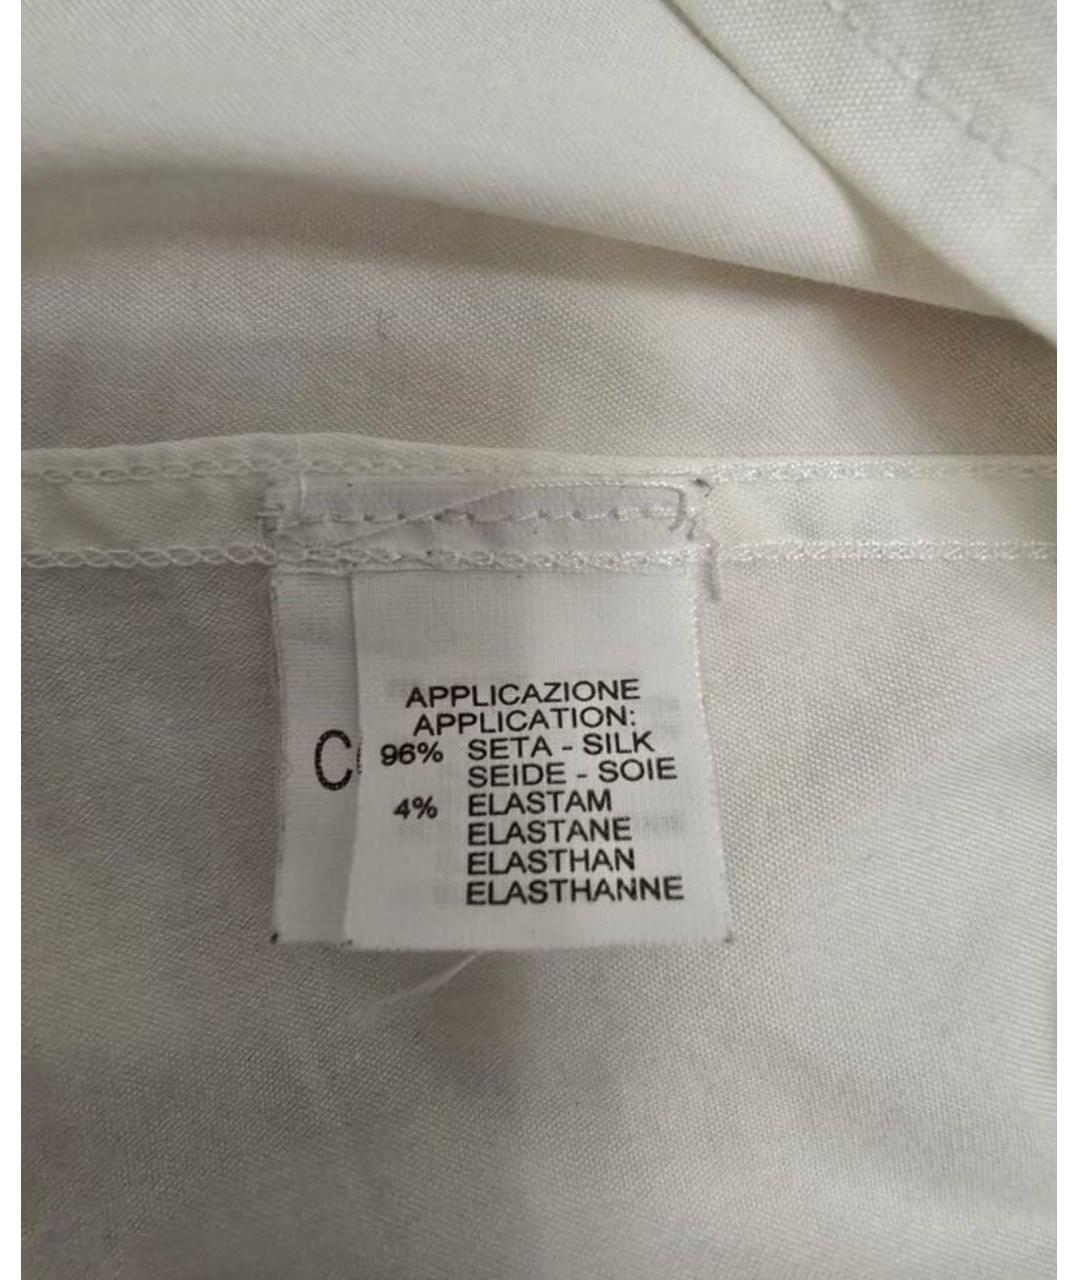 APPLICAZIONE
APPLICATION:
96% SETA - SILK
SEIDE - SOIE
4% ELASTAM
ELASTANE
ELASTHAN
ELASTHANNE